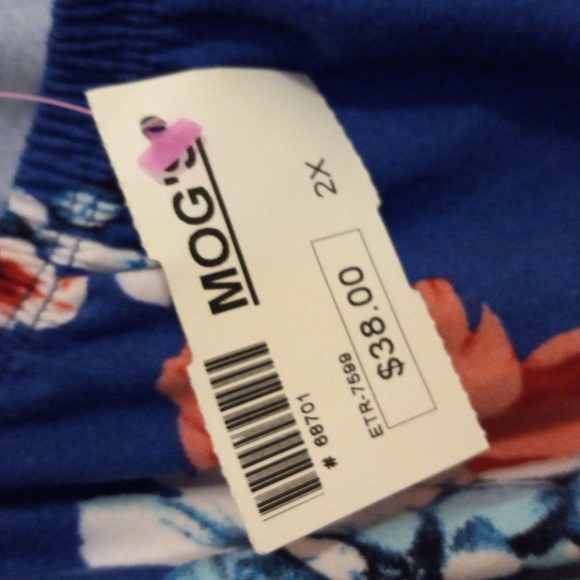 MOG'S
2X
$38.00
ETR-7599
# 68701